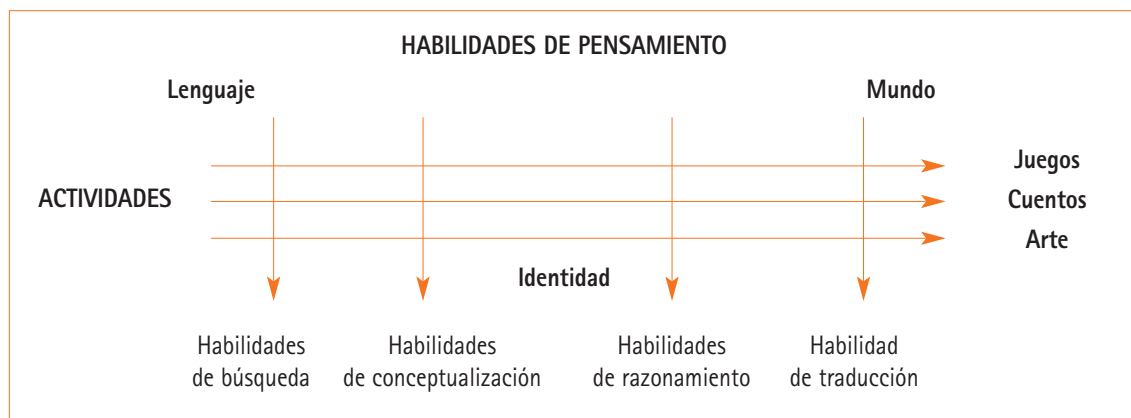 HABILIDADES DE PENSAMIENTO
Lenguaje
Mundo
Juegos
ACTIVIDADES
Cuentos
Arte
Identidad
Habilidades
de búsqueda
Habilidades
de conceptualización
Habilidades
de razonamiento
Habilidad
de traducción